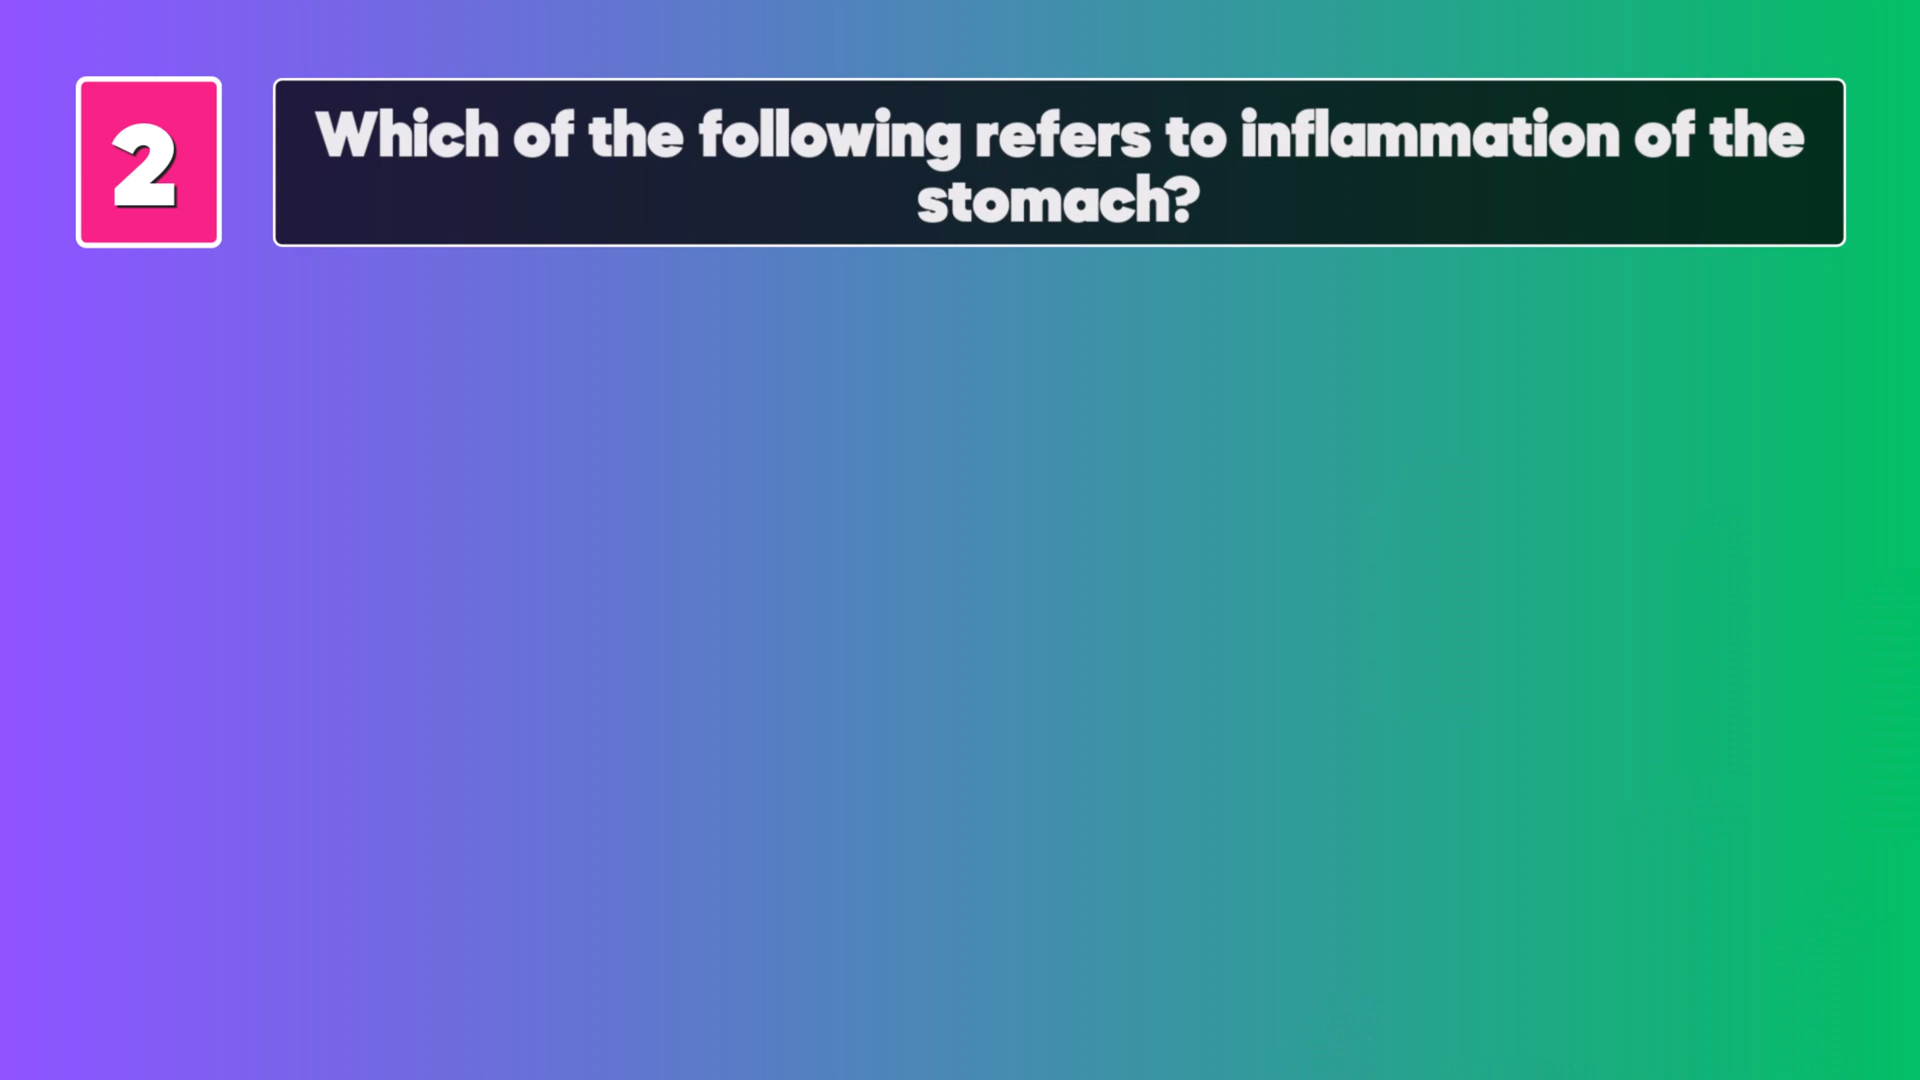 2
Which of the following refers to inflammation of the
stomach?